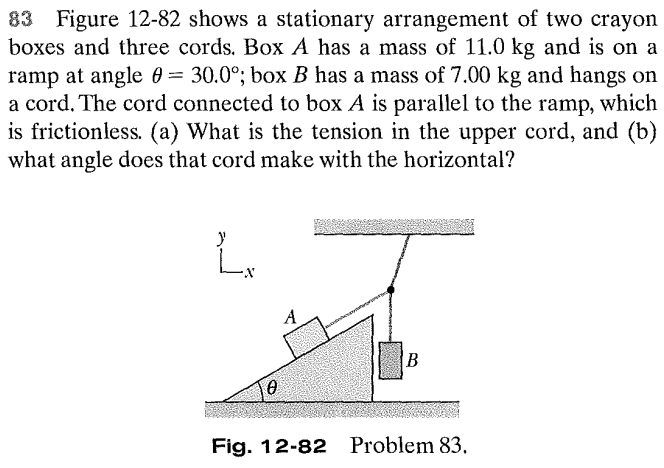 83 Figure 12-82 shows a stationary arrangement of two crayon
boxes and three cords. Box A has a mass of 11.0 kg and is on a
ramp at angle θ = 30.0°; box B has a mass of 7.00 kg and hangs on
a cord. The cord connected to box A is parallel to the ramp, which
is frictionless. (a) What is the tension in the upper cord, and (b)
what angle does that cord make with the horizontal?
y
x
A
B
θ
Fig. 12-82 Problem 83.